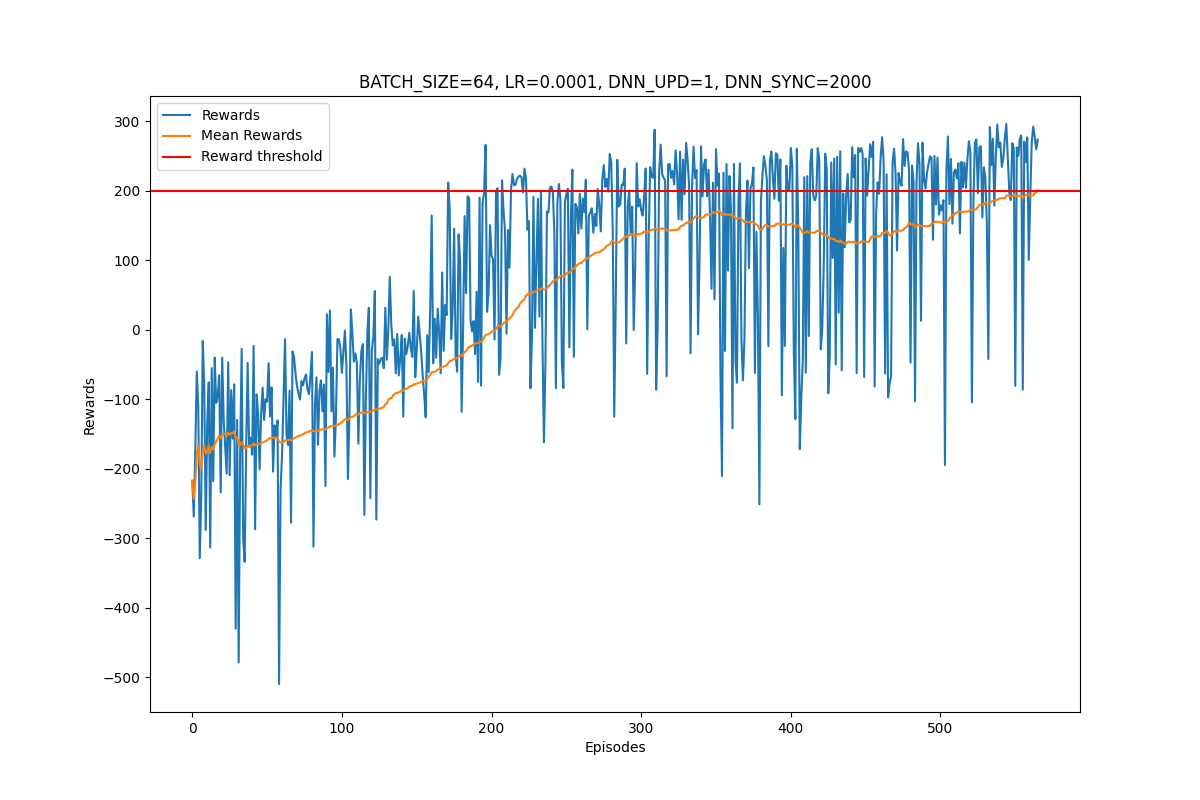 BATCH_SIZE=64, LR=0.0001, DNN_UPD=1, DNN_SYNC=2000
Rewards
Mean Rewards
Reward threshold
300
200
100
0
−100
−200
−300
−400
−500
Rewards
0
100
200
300
400
500
Episodes